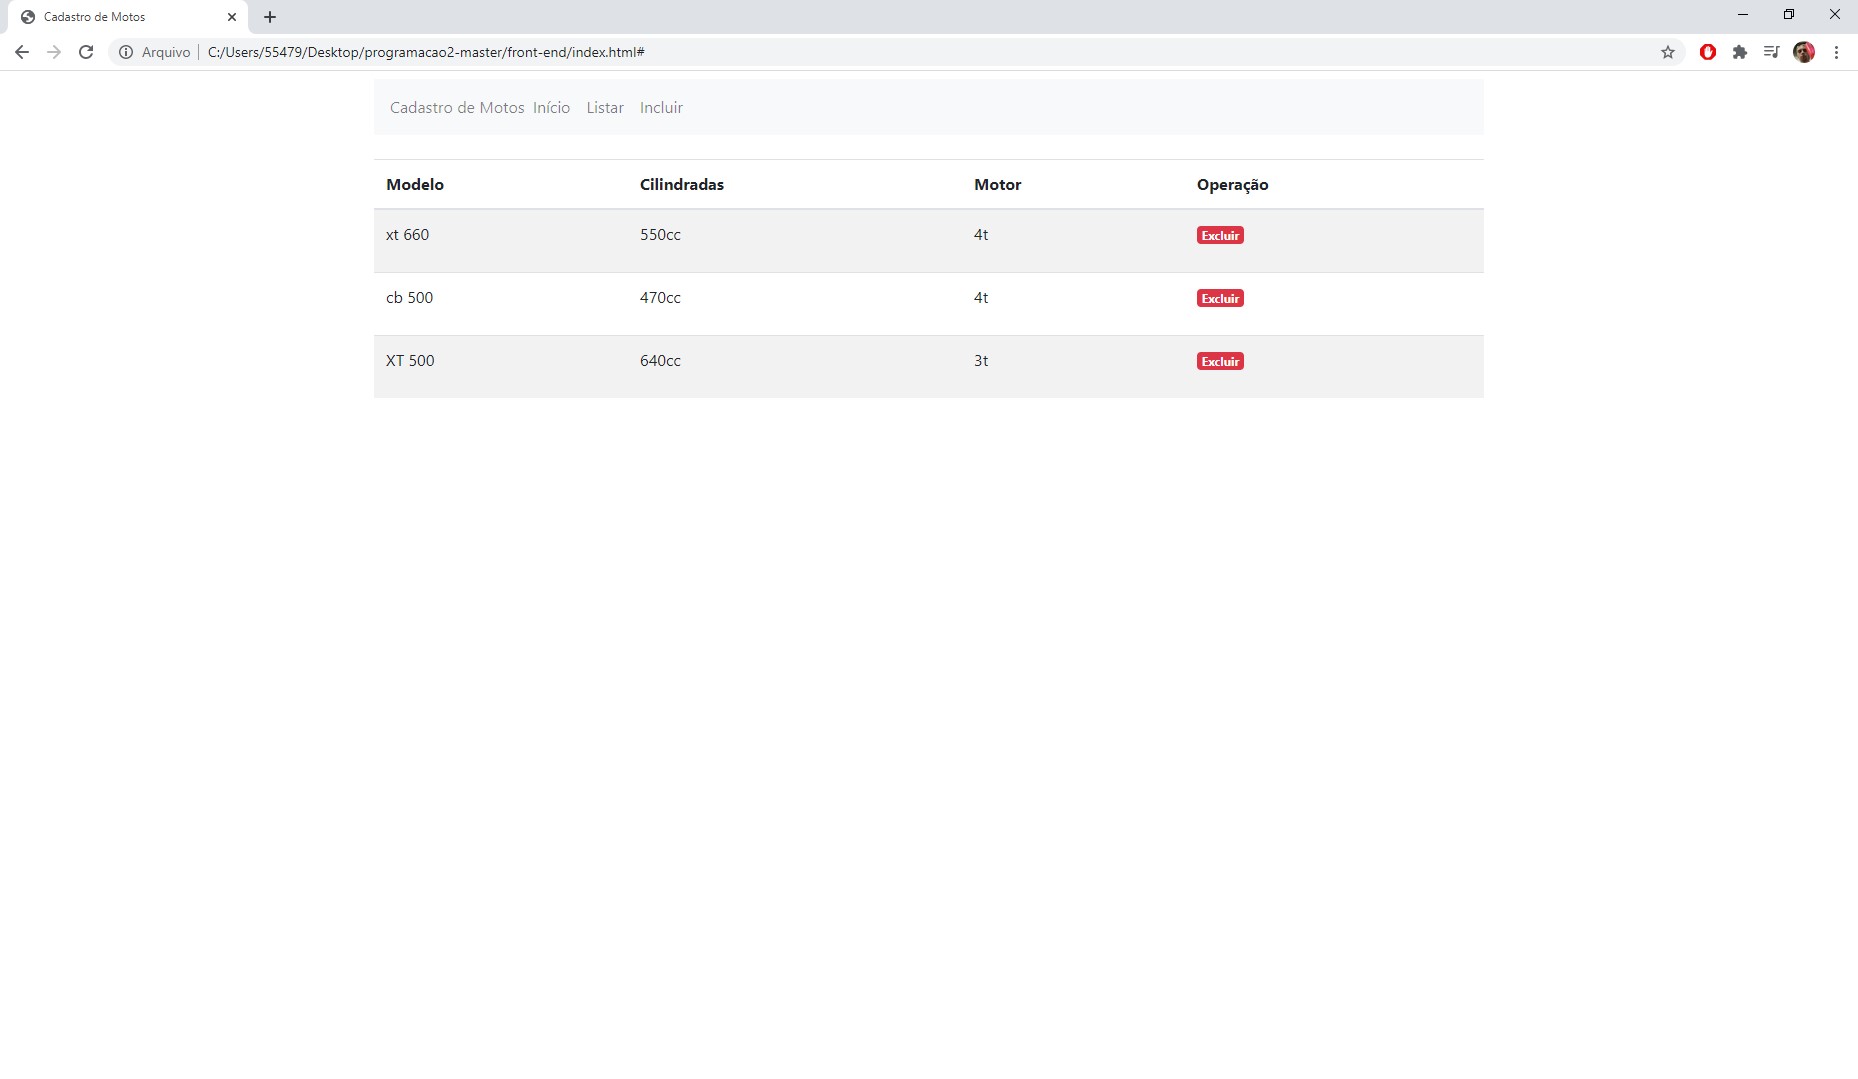 Cadastro de Motos
Arquivo C:/Users/55479/Desktop/programacao2-master/front-end/index.html#
Cadastro de Motos Início Listar Incluir
Modelo Cilindradas Motor Operação
xt 660 550cc 4t Excluir
cb 500 470cc 4t Excluir
XT 500 640cc 3t Excluir